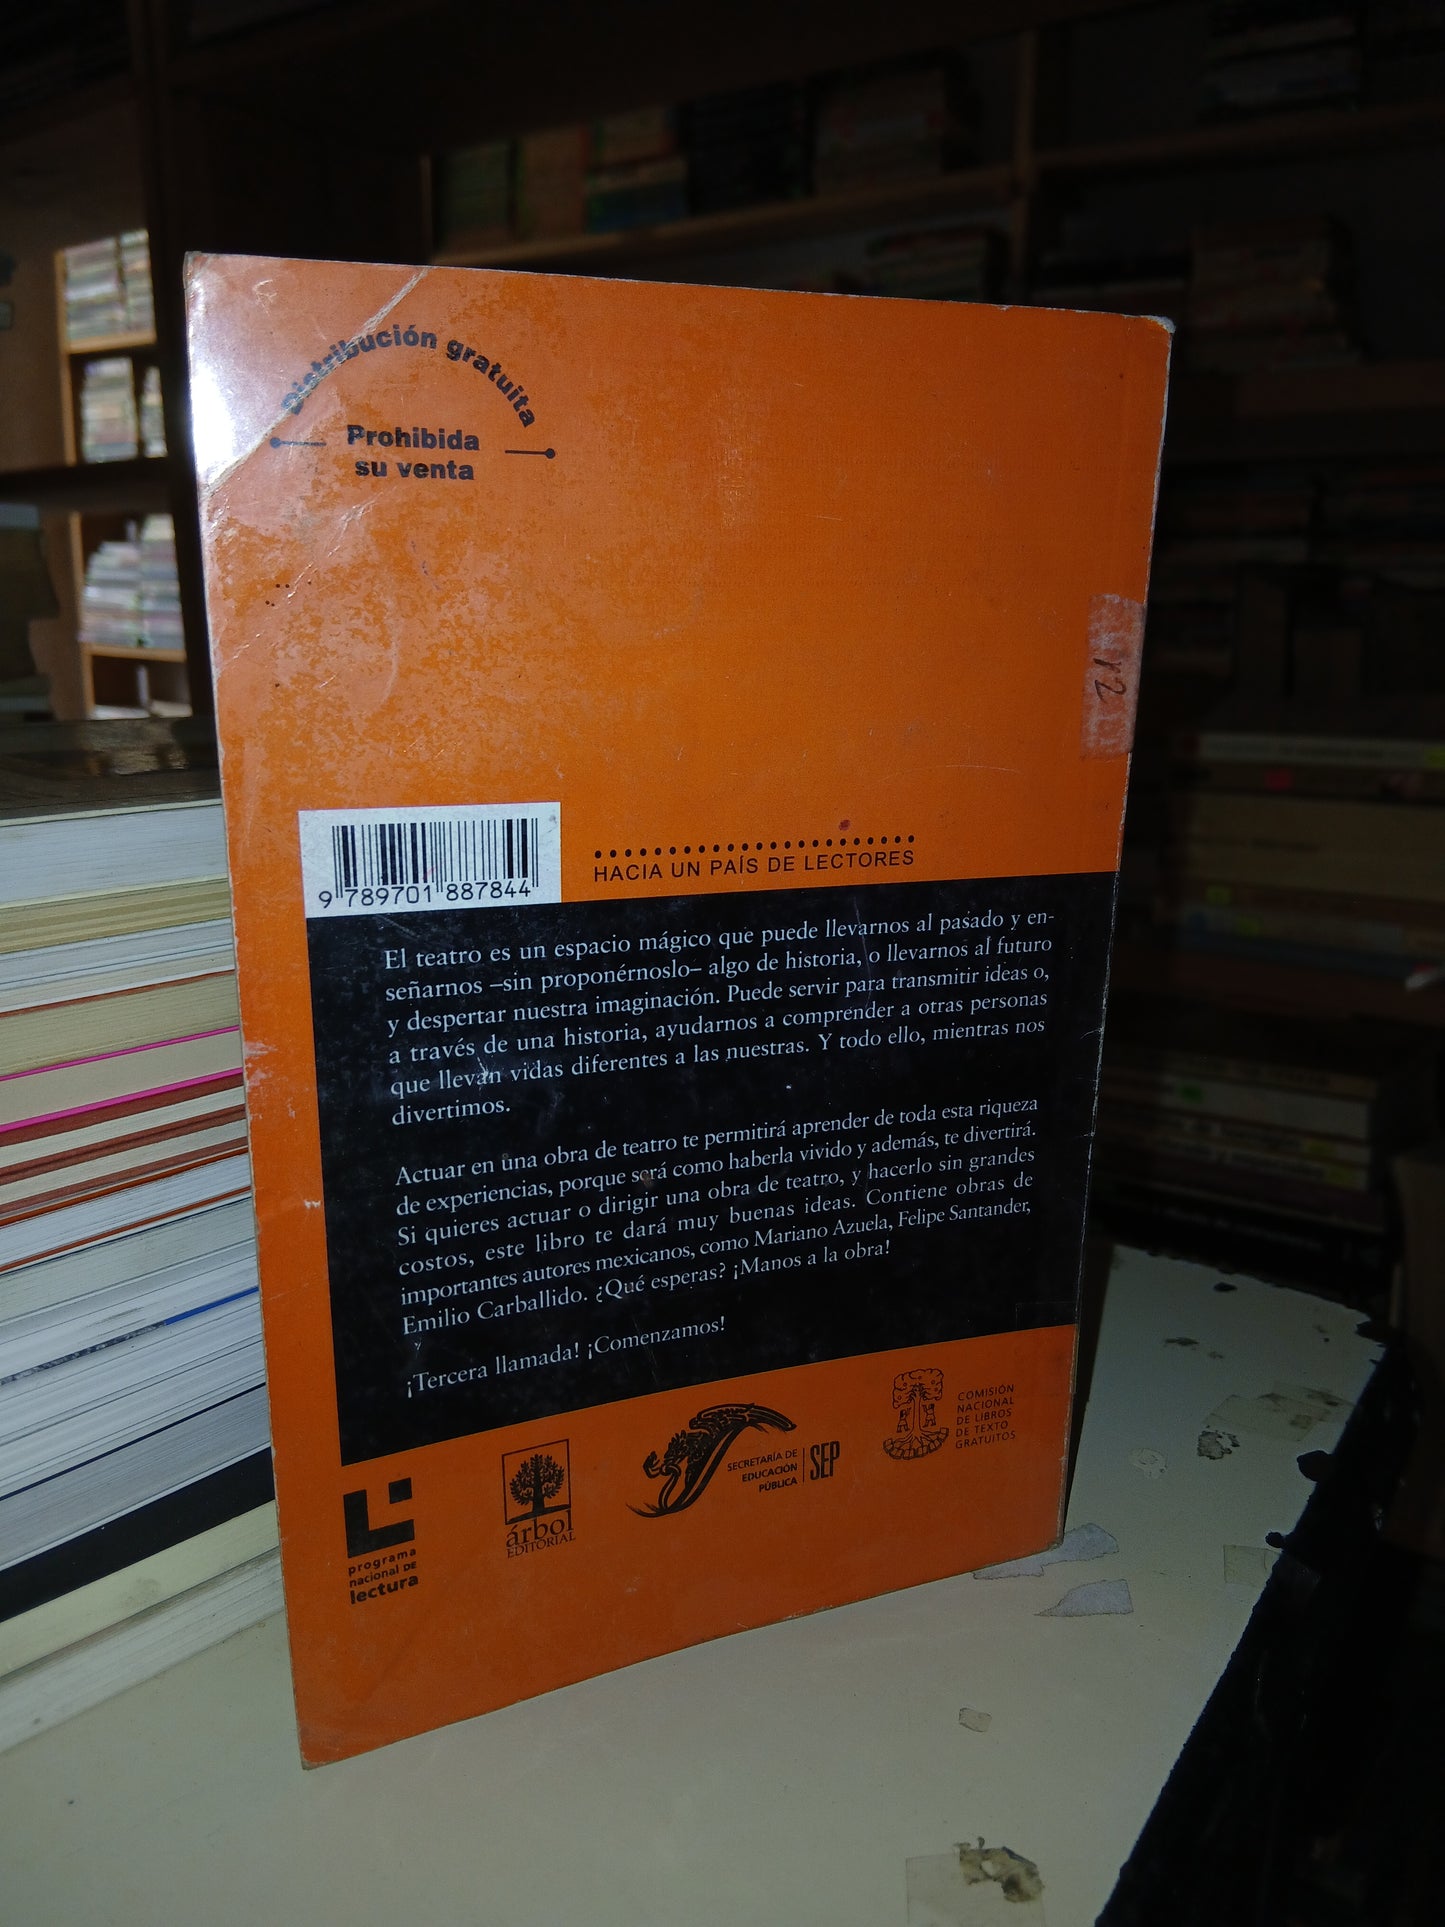 Distribución gratuita
Prohibida
su venta
HACIA UN PAÍS DE LECTORES
9 789701 887844
El teatro es un espacio mágico que puede llevarnos al pasado y en-
señarnos –sin proponérnoslo– algo de historia, o llevarnos al futuro
y despertar nuestra imaginación. Puede servir para transmitir ideas o,
a través de una historia, ayudarnos a comprender a otras personas
que llevan vidas diferentes a las nuestras. Y todo ello, mientras nos
divertimos.
Actuar en una obra de teatro te permitirá aprender de toda esta riqueza
de experiencias, porque será como haberla vivido y además, te divertirá.
Si quieres actuar o dirigir una obra de teatro, y hacerlo sin grandes
costos, este libro te dará muy buenas ideas. Contiene obras de
importantes autores mexicanos, como Mariano Azuela, Felipe Santander,
Emilio Carballido. ¿Qué esperas? ¡Manos a la obra!
¡Tercera llamada! ¡Comenzamos!
programa
nacional DE
lectura
árbol
EDITORIAL
SECRETARÍA DE
EDUCACIÓN
PÚBLICA
SEP
COMISIÓN
NACIONAL
DE LIBROS
DE TEXTO
GRATUITOS